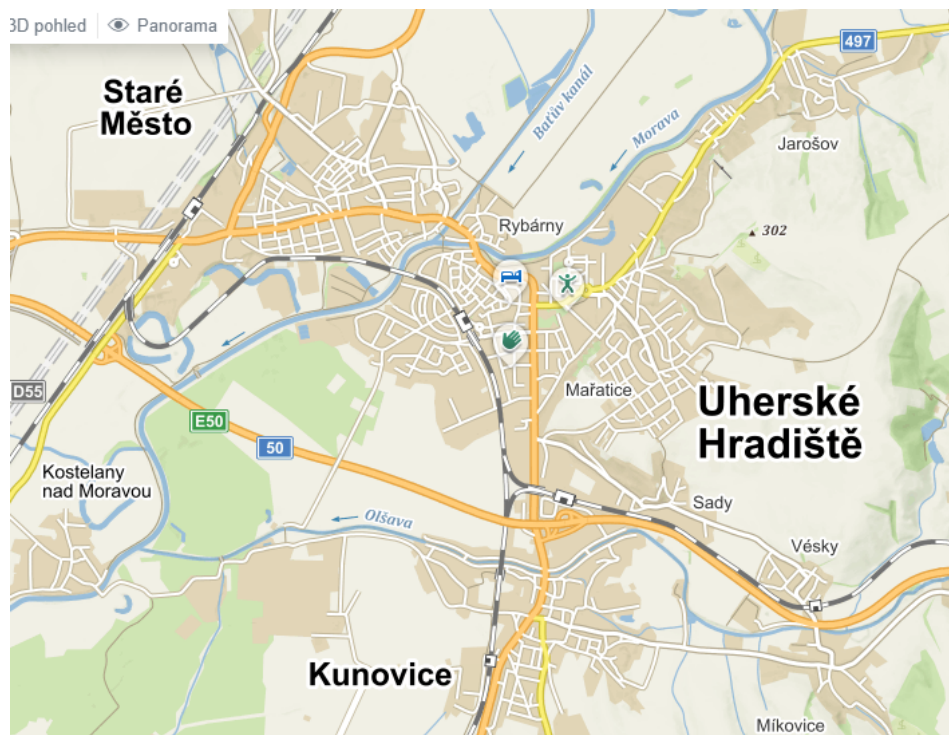 3D pohled
Panorama
497
Staré
Město
Baťův kanál
Morava
Jarošov
Rybárny
302
D55
Mařatice
Uherské
Hradiště
E50
50
Kostelany
nad Moravou
Sady
Olšava
Vésky
Kunovice
Míkovice